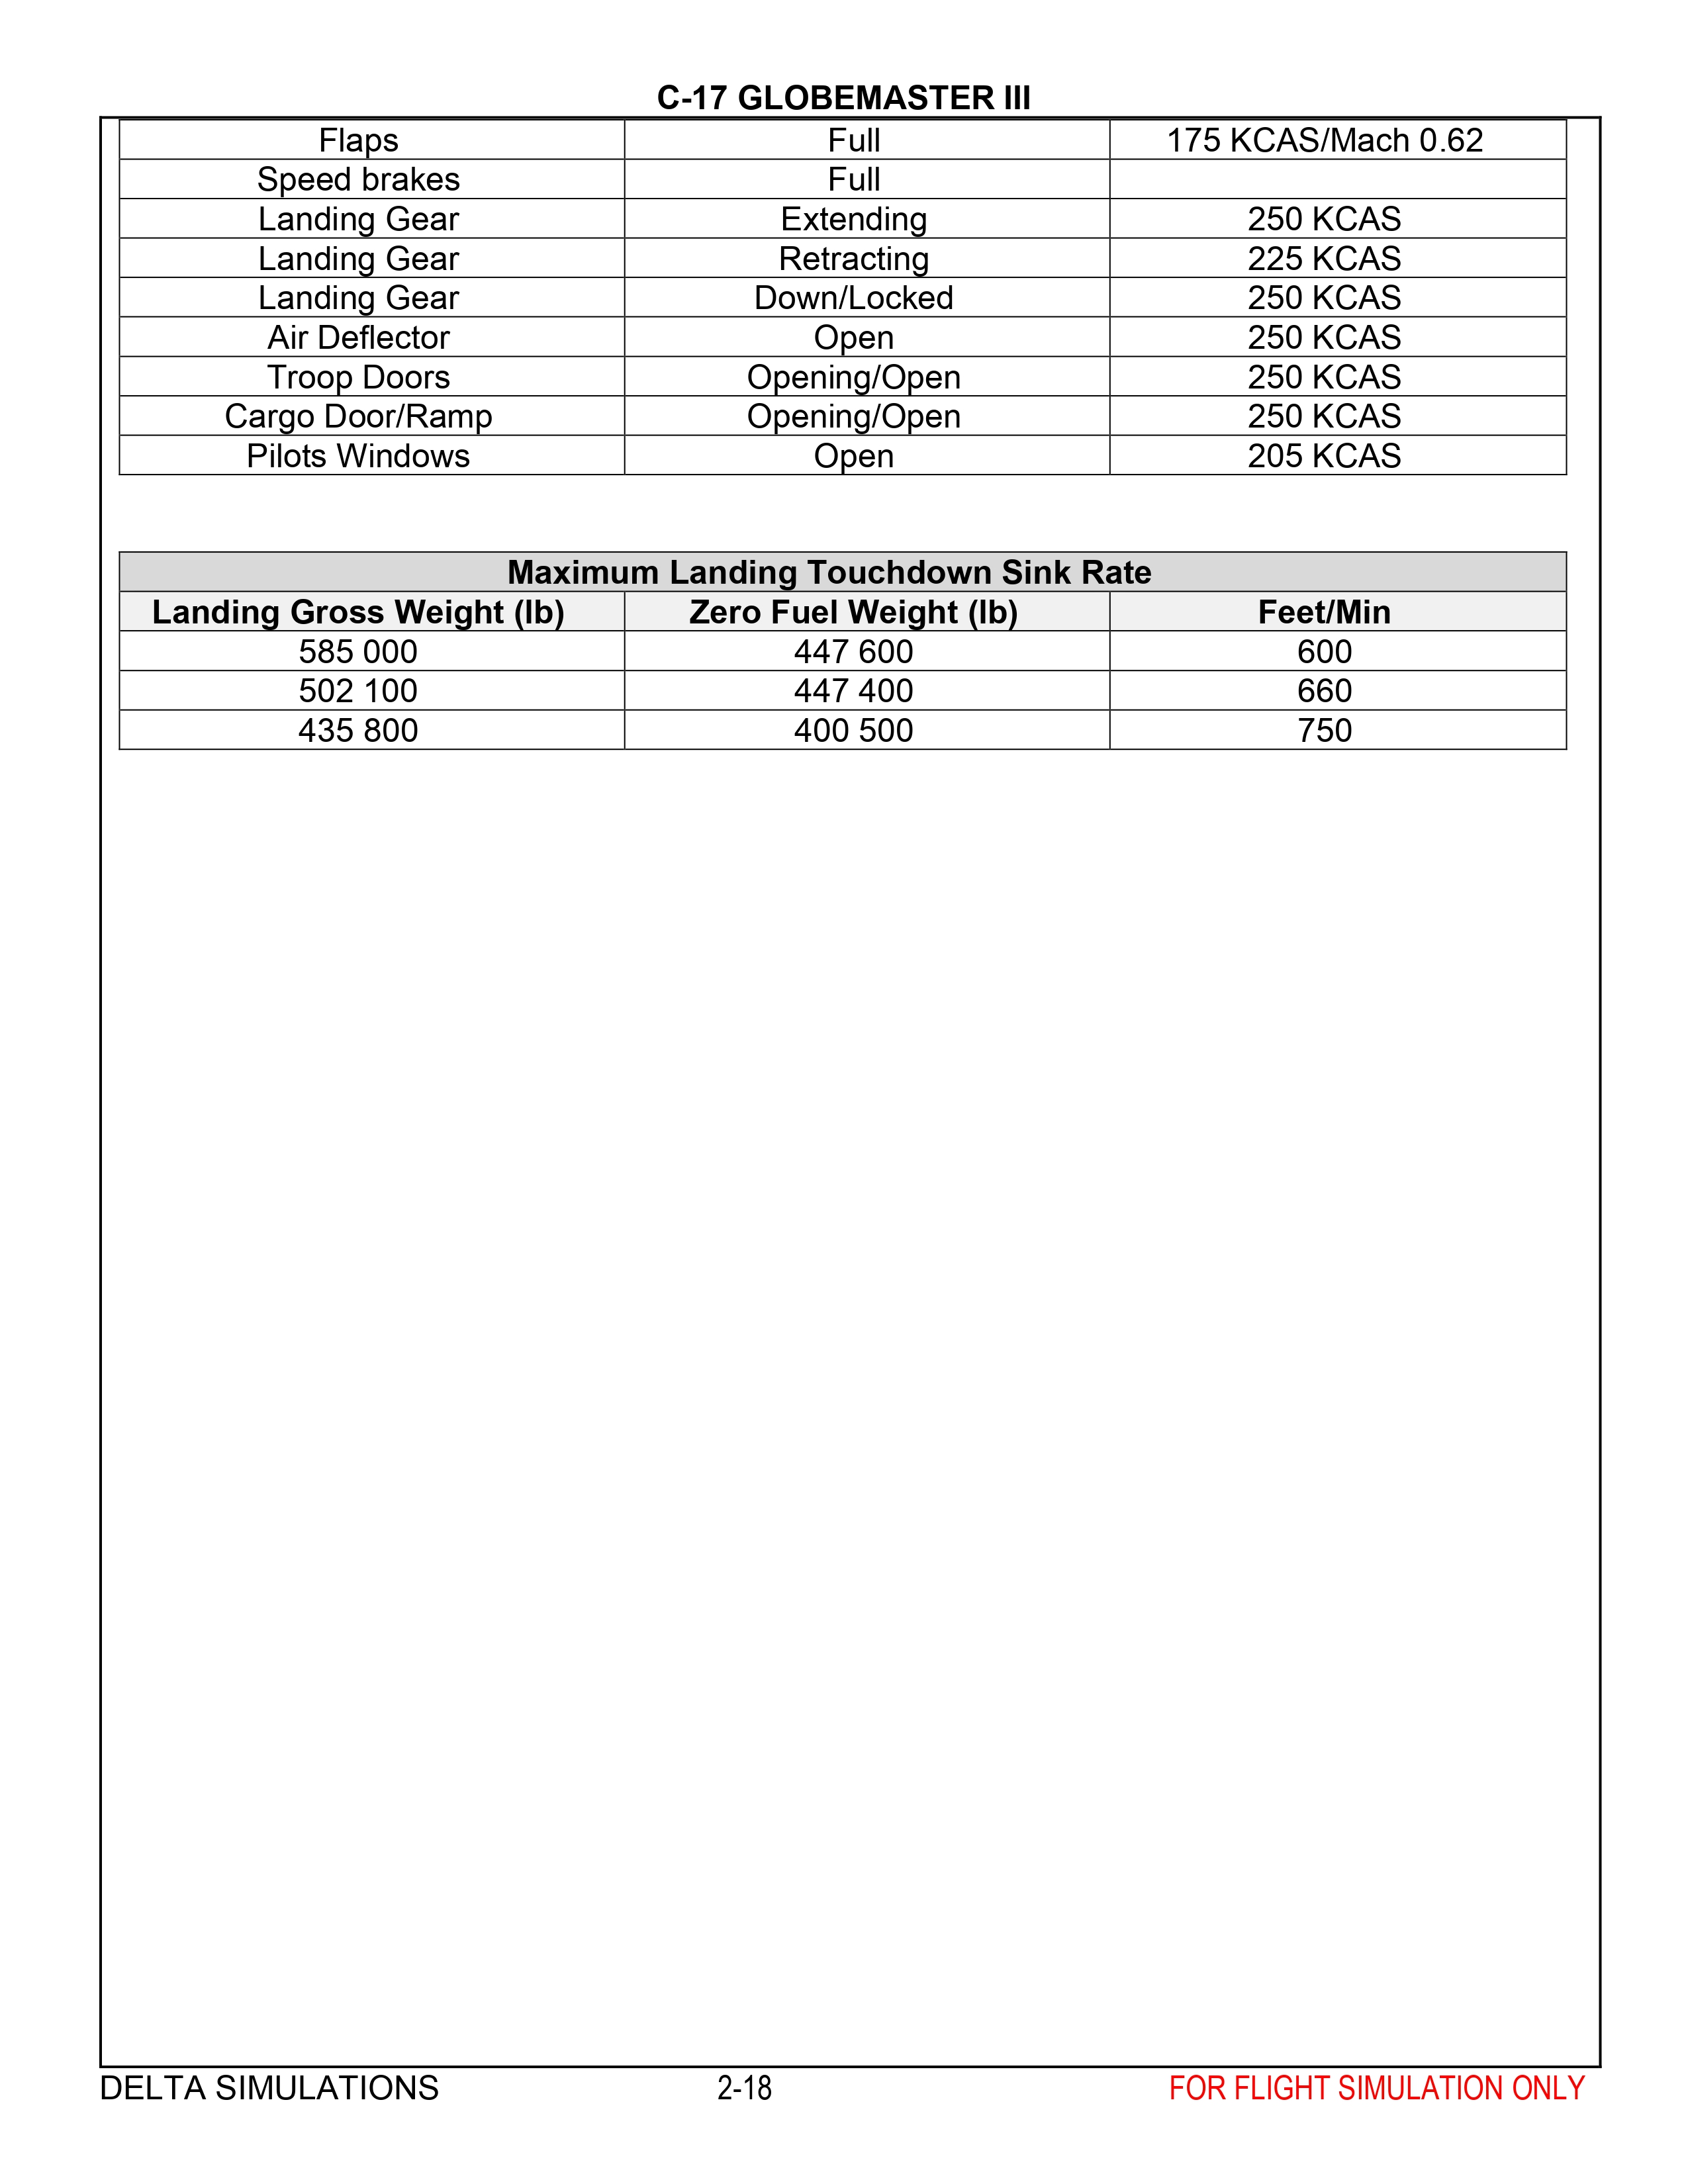 C-17 GLOBEMASTER III
Flaps Full 175 KCAS/Mach 0.62
Speed brakes Full
Landing Gear Extending 250 KCAS
Landing Gear Retracting 225 KCAS
Landing Gear Down/Locked 250 KCAS
Air Deflector Open 250 KCAS
Troop Doors Opening/Open 250 KCAS
Cargo Door/Ramp Opening/Open 250 KCAS
Pilots Windows Open 205 KCAS
Maximum Landing Touchdown Sink Rate
Landing Gross Weight (lb) Zero Fuel Weight (lb) Feet/Min
585 000 447 600 600
502 100 447 400 660
435 800 400 500 750
DELTA SIMULATIONS 2-18 FOR FLIGHT SIMULATION ONLY